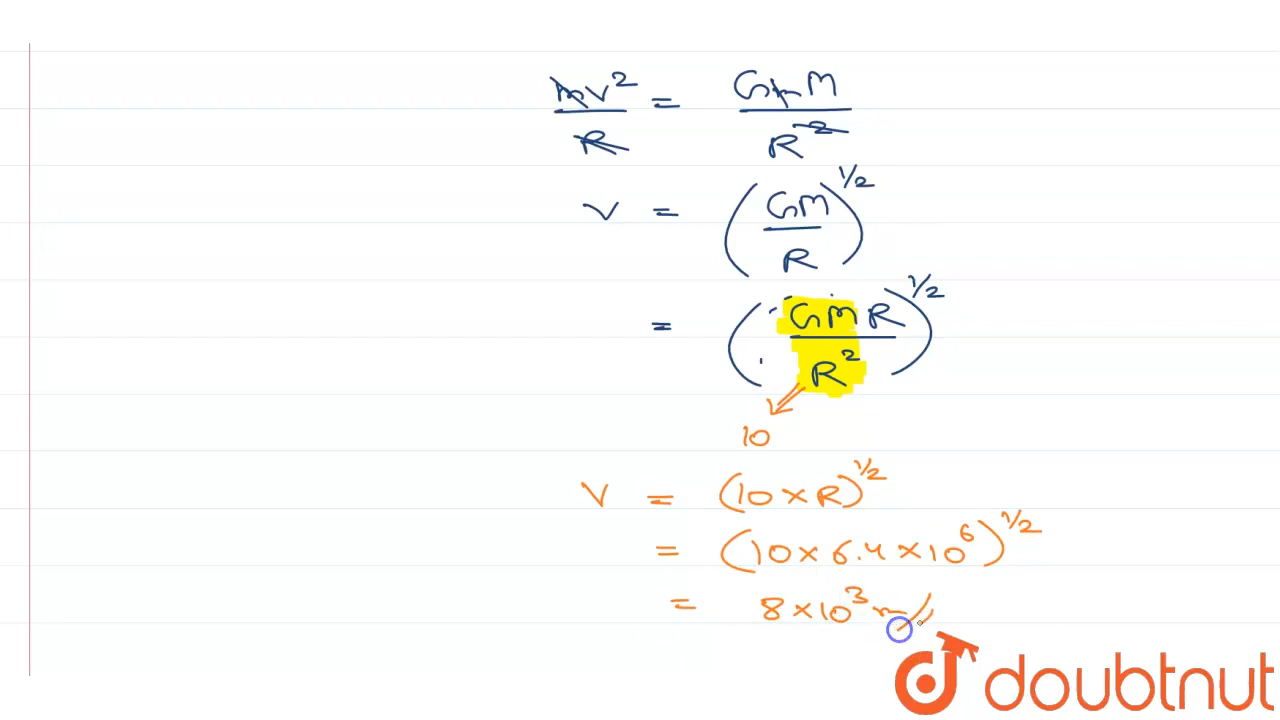 mv²/R = GmM/R²
v = (GM/R)^1/2
= (GMR/R²)^1/2
10
V = (10 × R)^1/2
= (10 × 6.4 × 10⁶)^1/2
= 8 × 10³ m/
doubtnut